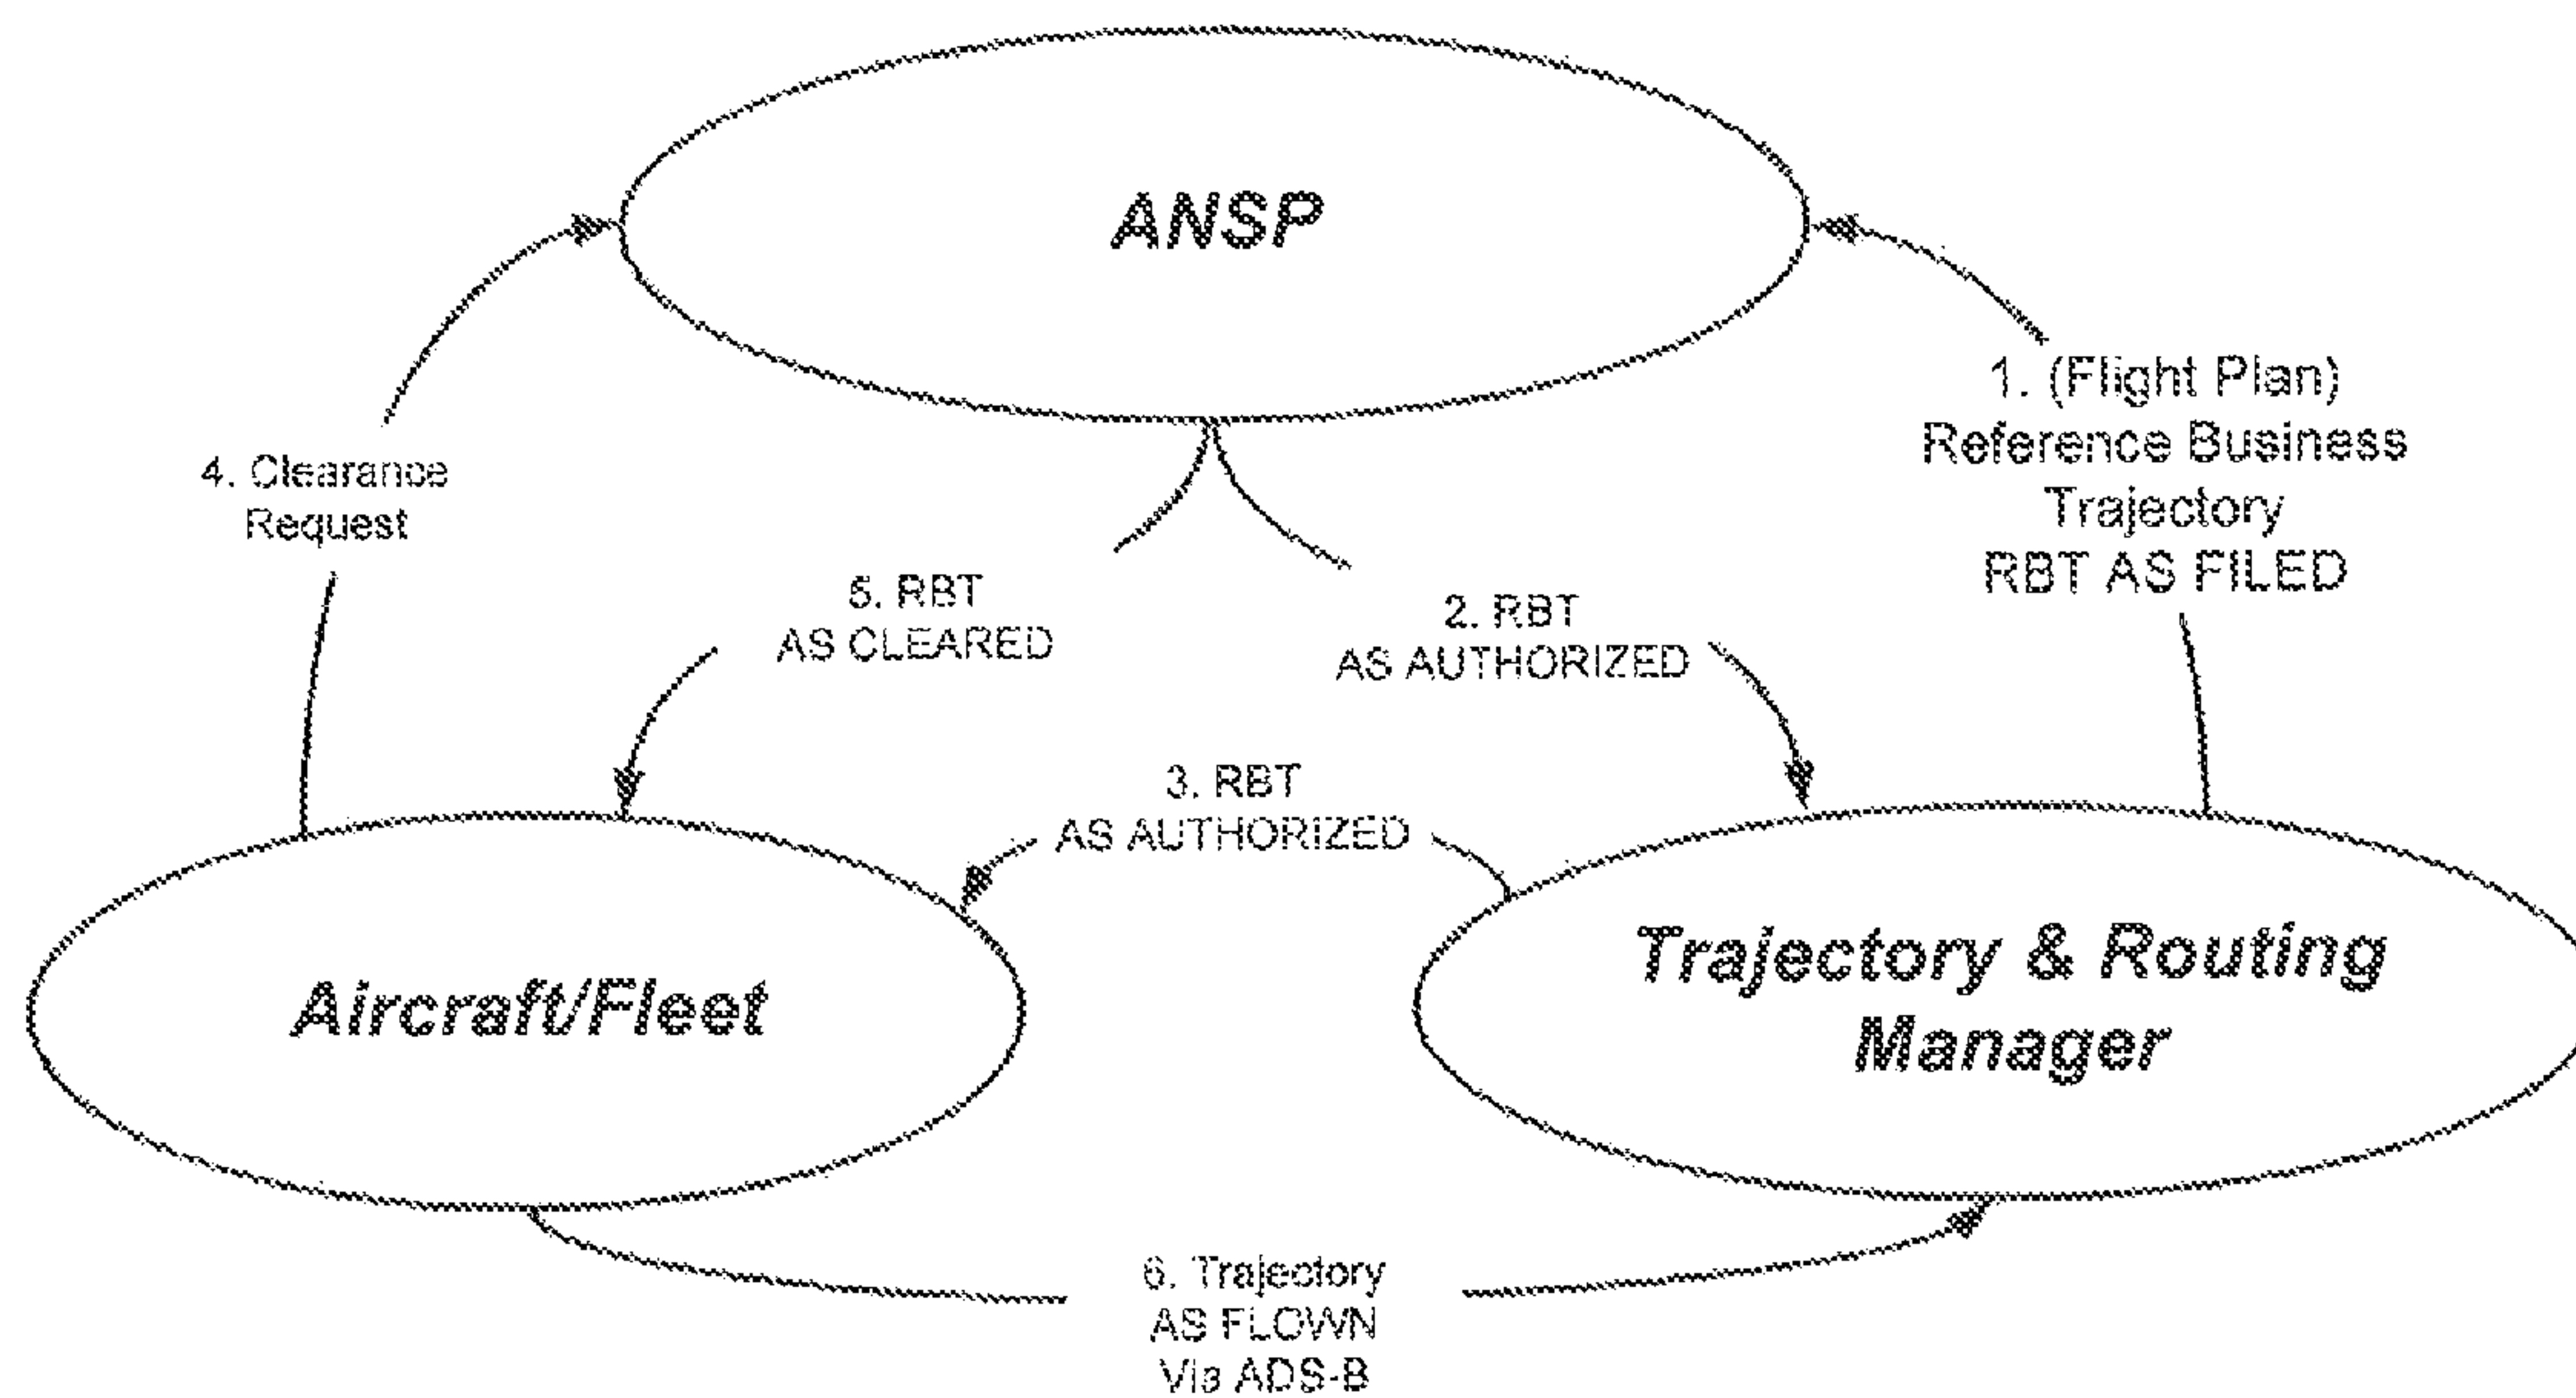 ANSP
1. (Flight Plan)
Reference Business
Trajectory
RBT AS FILED
4. Clearance
Request
5. RBT
AS CLEARED
2. RBT
AS AUTHORIZED
3. RBT
AS AUTHORIZED
Aircraft/Fleet
Trajectory & Routing
Manager
6. Trajectory
AS FLOWN
Via ADS-B